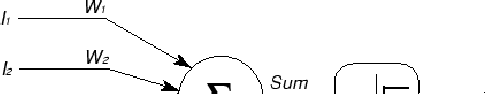 I₁ W₁
I₂ W₂
Σ Sum